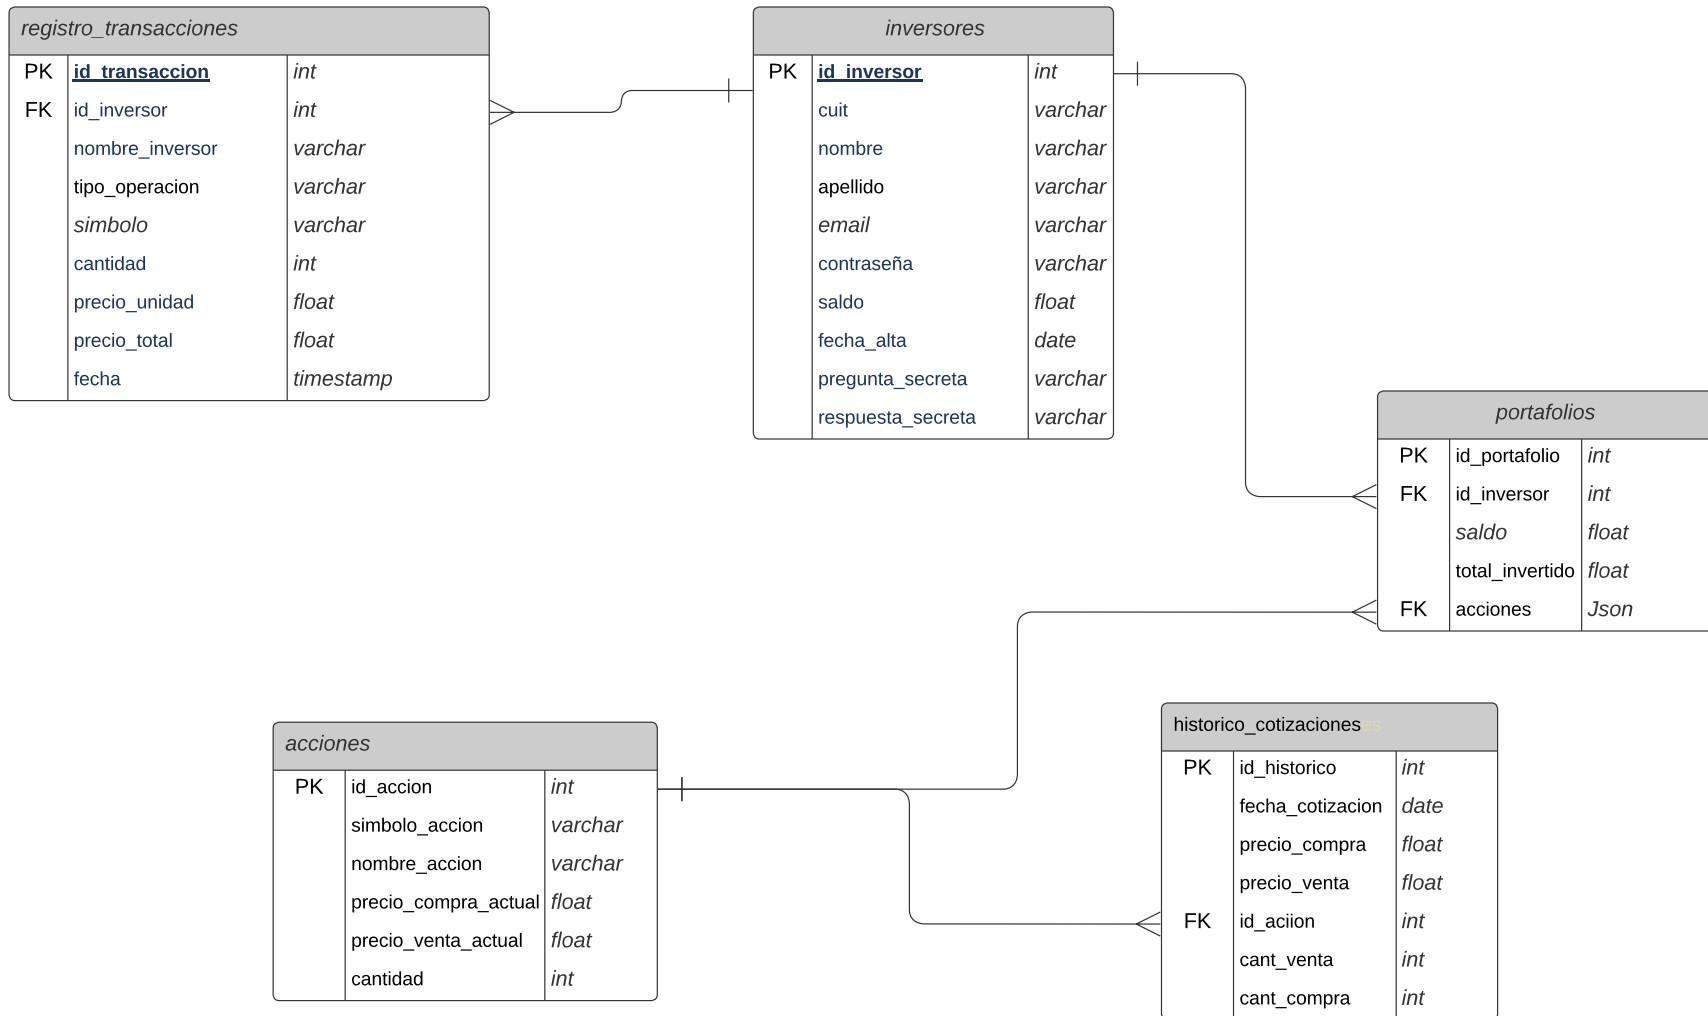 registro_transacciones
PK id_transaccion int
FK id_inversor int
nombre_inversor varchar
tipo_operacion varchar
simbolo varchar
cantidad int
precio_unidad float
precio_total float
fecha timestamp
inversores
PK id_inversor int
cuit varchar
nombre varchar
apellido varchar
email varchar
contraseña varchar
saldo float
fecha_alta date
pregunta_secreta varchar
respuesta_secreta varchar
portafolios
PK id_portafolio int
FK id_inversor int
saldo float
total_invertido float
FK acciones Json
acciones
PK id_accion int
simbolo_accion varchar
nombre_accion varchar
precio_compra_actual float
precio_venta_actual float
cantidad int
historico_cotizacioneses
PK id_historico int
fecha_cotizacion date
precio_compra float
precio_venta float
FK id_aciion int
cant_venta int
cant_compra int